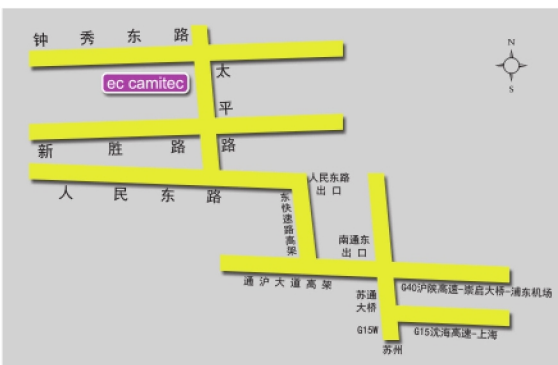 钟秀东路
N
S
ec camitec
太平路
新胜路
人民东路
人民东路
出口
东快速路高架
南通东
出口
通沪大道高架
G40沪陕高速-崇启大桥-浦东机场
苏通
大桥
G15W
G15沈海高速-上海
苏州